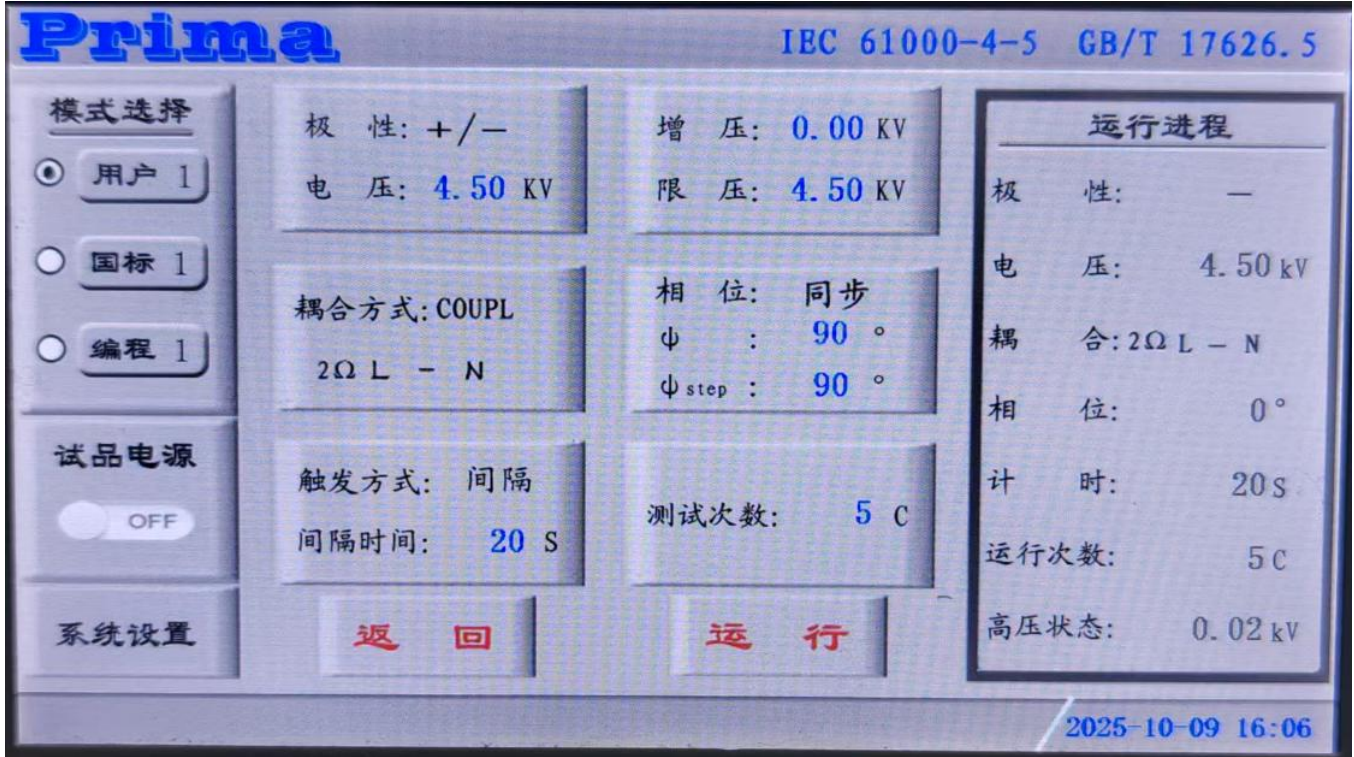 Prima
IEC 61000-4-5 GB/T 17626.5
模式选择
用户 1
国标 1
编程 1
试品电源
OFF
系统设置
极 性: +/—
电 压: 4.50 KV
增 压: 0.00 KV
限 压: 4.50 KV
耦合方式: COUPL
2Ω L - N
相 位: 同步
ψ : 90 °
ψ step : 90 °
触发方式: 间隔
间隔时间: 20 S
测试次数: 5 C
返 回
运 行
运行进程
极 性: —
电 压: 4.50 kV
耦 合: 2Ω L — N
相 位: 0°
计 时: 20 S
运行次数: 5 C
高压状态: 0.02 kV
2025-10-09 16:06